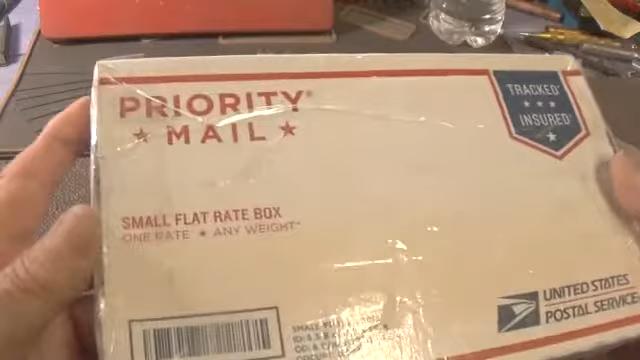 PRIORITY®
★ MAIL ★
TRACKED
★ ★ ★
INSURED
SMALL FLAT RATE BOX
ONE RATE ★ ANY WEIGHT
UNITED STATES
POSTAL SERVICE